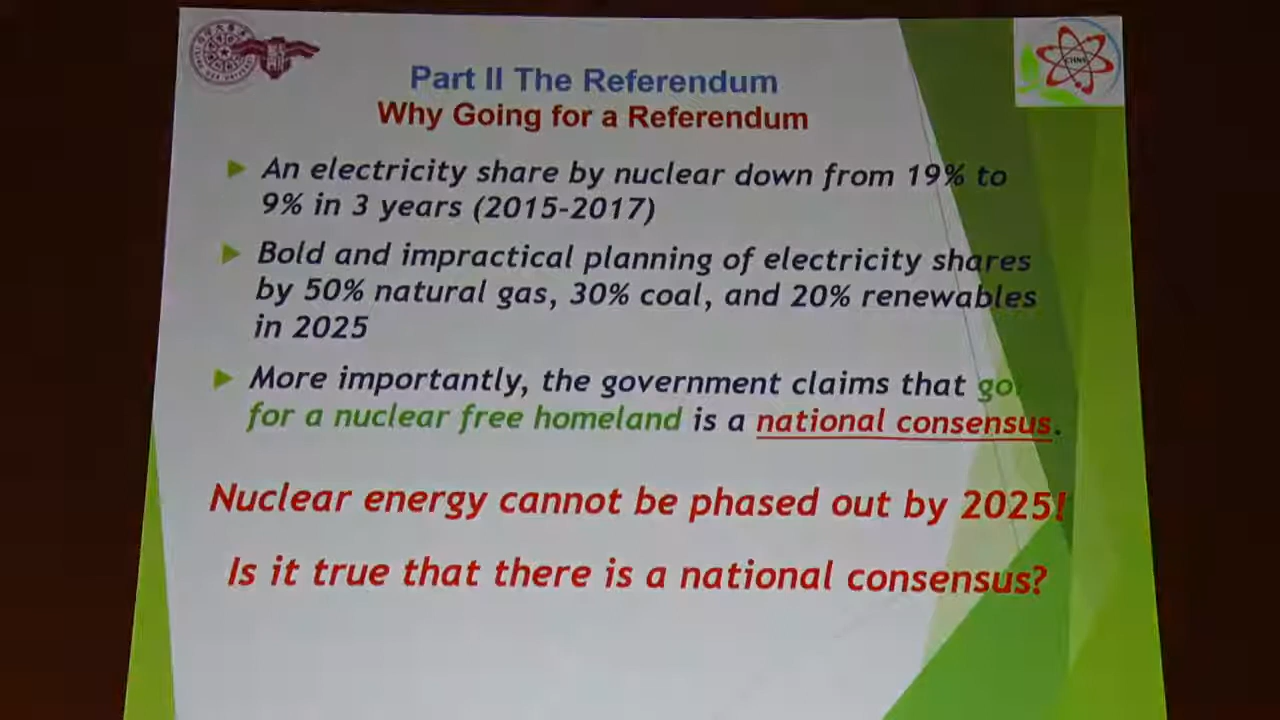 Part II The Referendum
Why Going for a Referendum
An electricity share by nuclear down from 19% to
9% in 3 years (2015-2017)
Bold and impractical planning of electricity shares
by 50% natural gas, 30% coal, and 20% renewables
in 2025
More importantly, the government claims that go
for a nuclear free homeland is a national consensus.
Nuclear energy cannot be phased out by 2025!
Is it true that there is a national consensus?